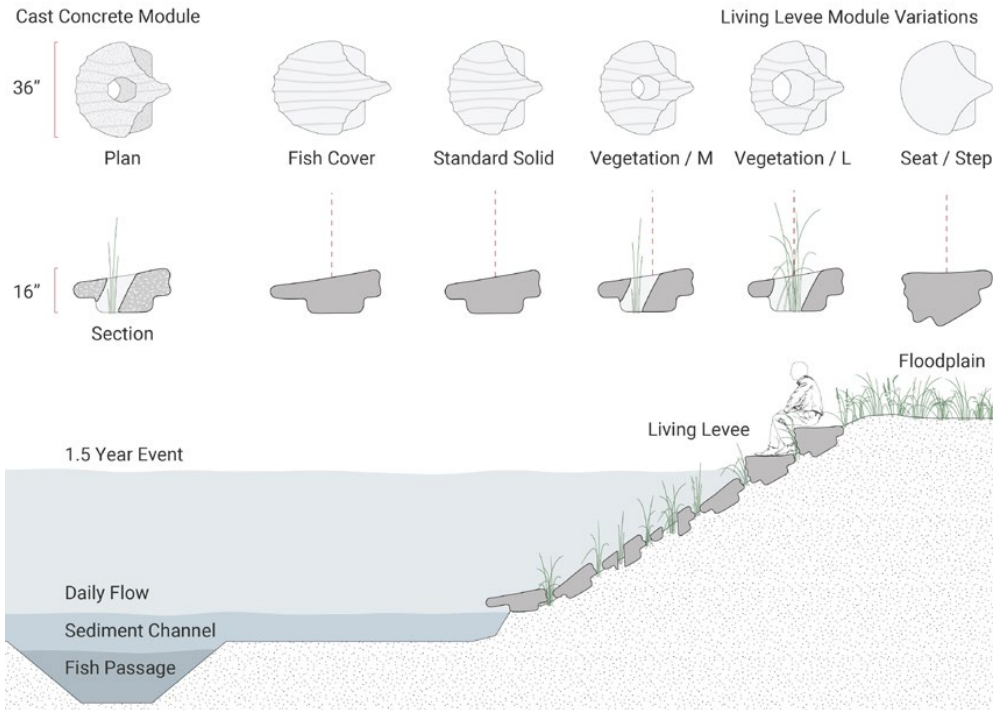 Cast Concrete Module
Living Levee Module Variations
36”
Plan
Fish Cover
Standard Solid
Vegetation / M
Vegetation / L
Seat / Step
16”
Section
Floodplain
Living Levee
1.5 Year Event
Daily Flow
Sediment Channel
Fish Passage